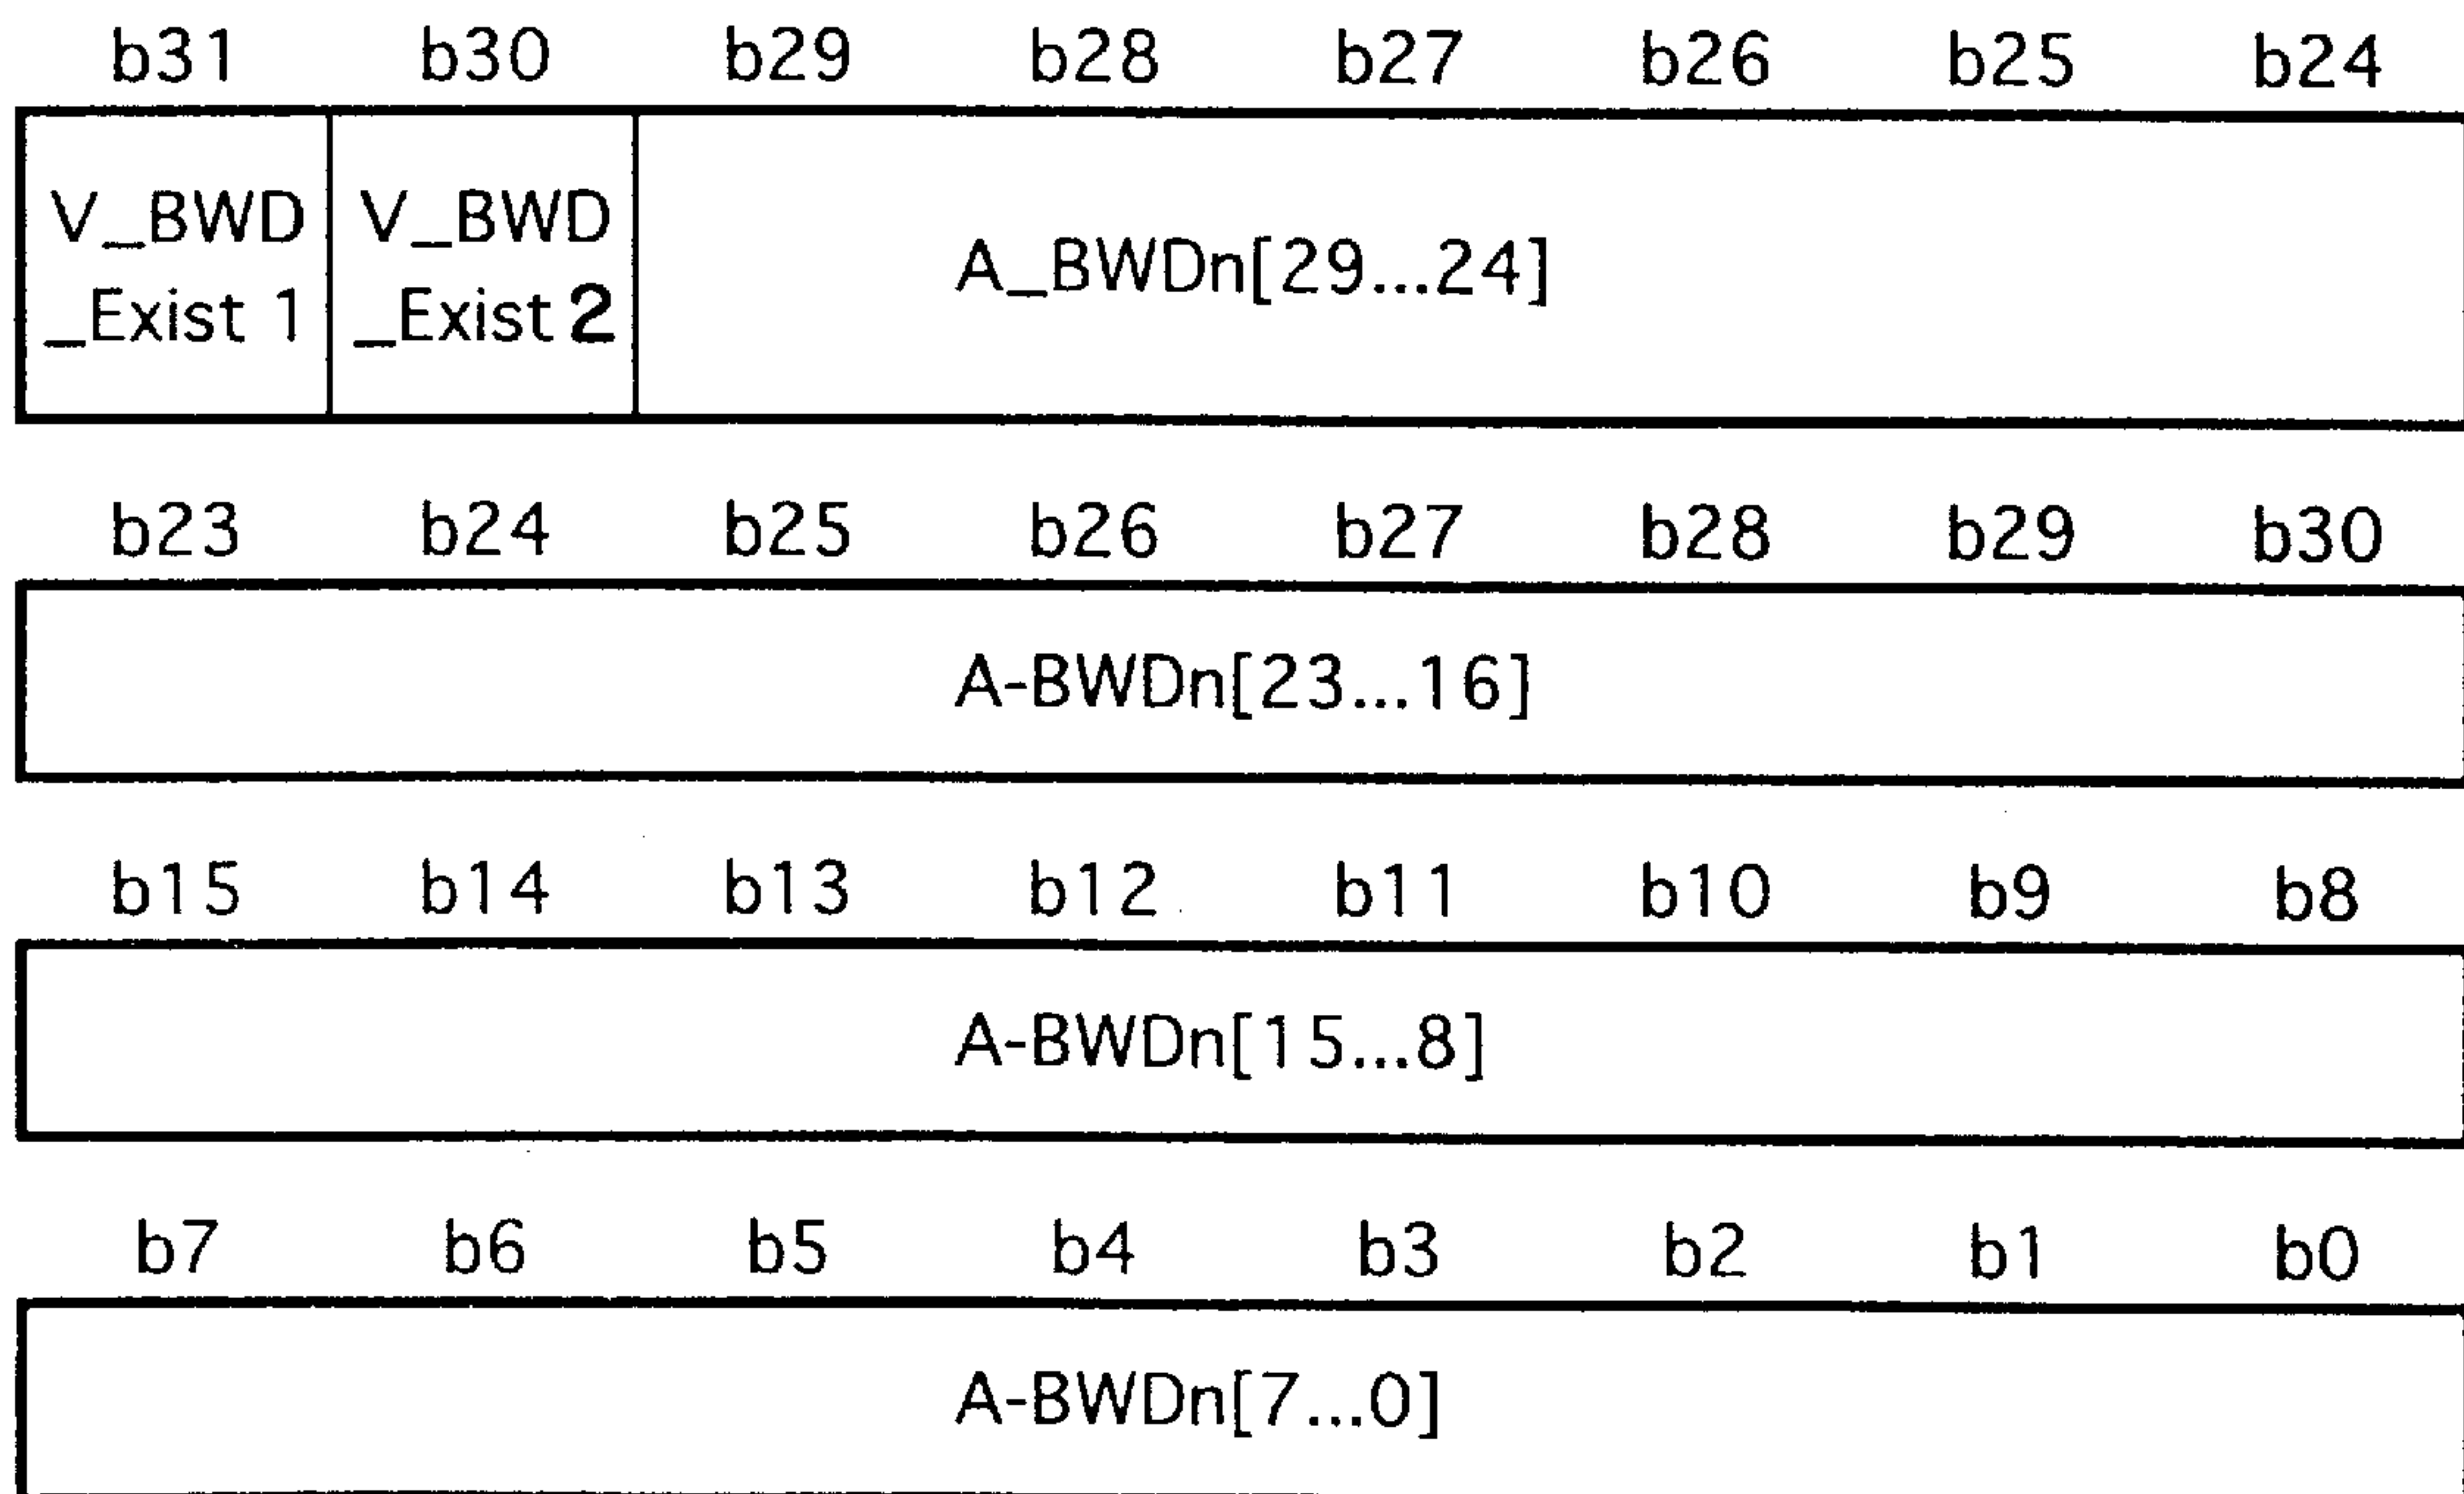 b31 b30 b29 b28 b27 b26 b25 b24
V_BWD V_BWD
_Exist 1 _Exist 2
A_BWDn[29...24]
b23 b24 b25 b26 b27 b28 b29 b30
A-BWDn[23...16]
b15 b14 b13 b12 b11 b10 b9 b8
A-BWDn[15...8]
b7 b6 b5 b4 b3 b2 b1 b0
A-BWDn[7...0]